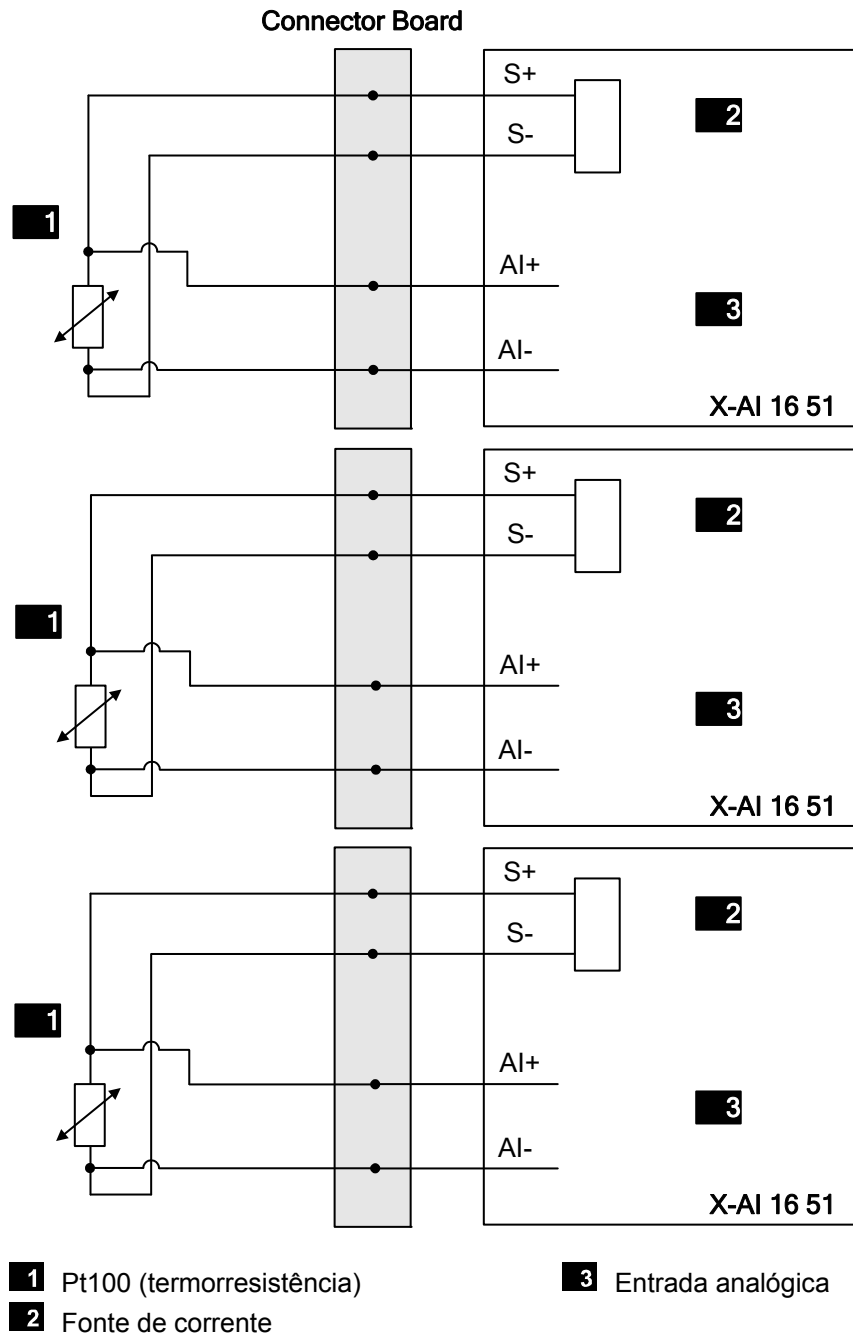 Connector Board
S+
2
S-
1
AI+
3
AI-
X-AI 16 51
S+
2
S-
1
AI+
3
AI-
X-AI 16 51
S+
2
S-
1
AI+
3
AI-
X-AI 16 51
1 Pt100 (termorresistência)
3 Entrada analógica
2 Fonte de corrente